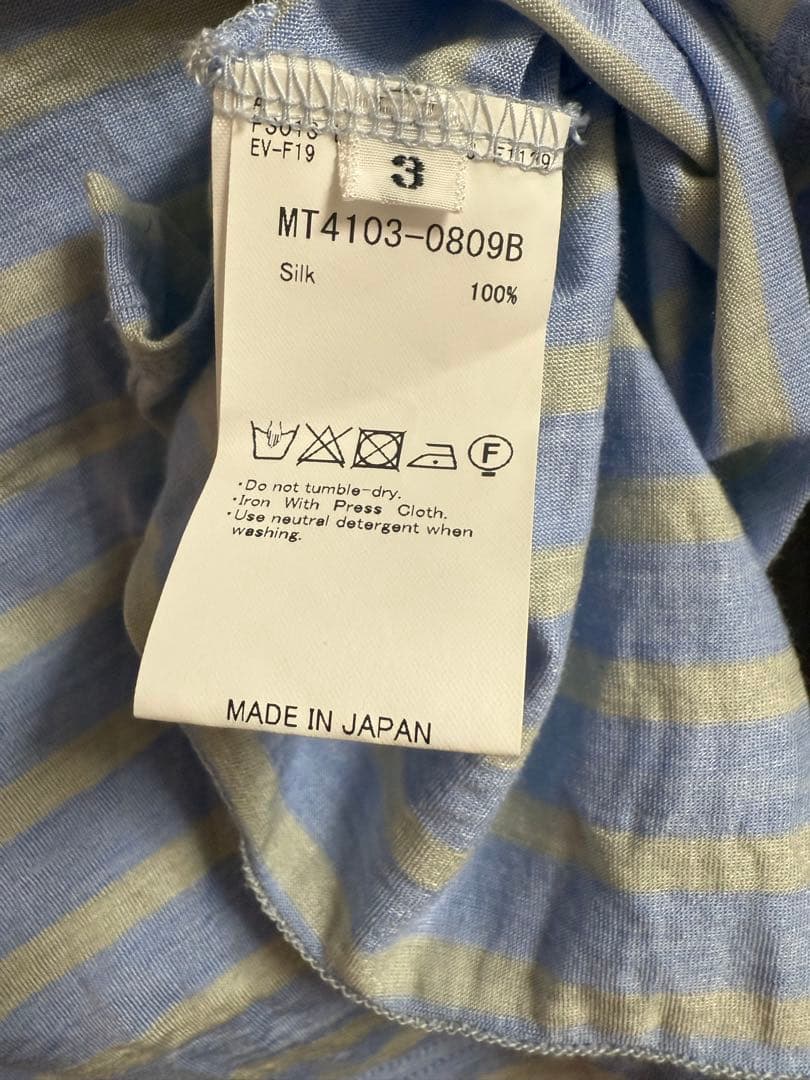 EV-F19
3
MT4103-0809B
Silk
100%
F
·Do not tumble-dry.
·Iron With Press Cloth.
·Use neutral detergent when
washing.
MADE IN JAPAN